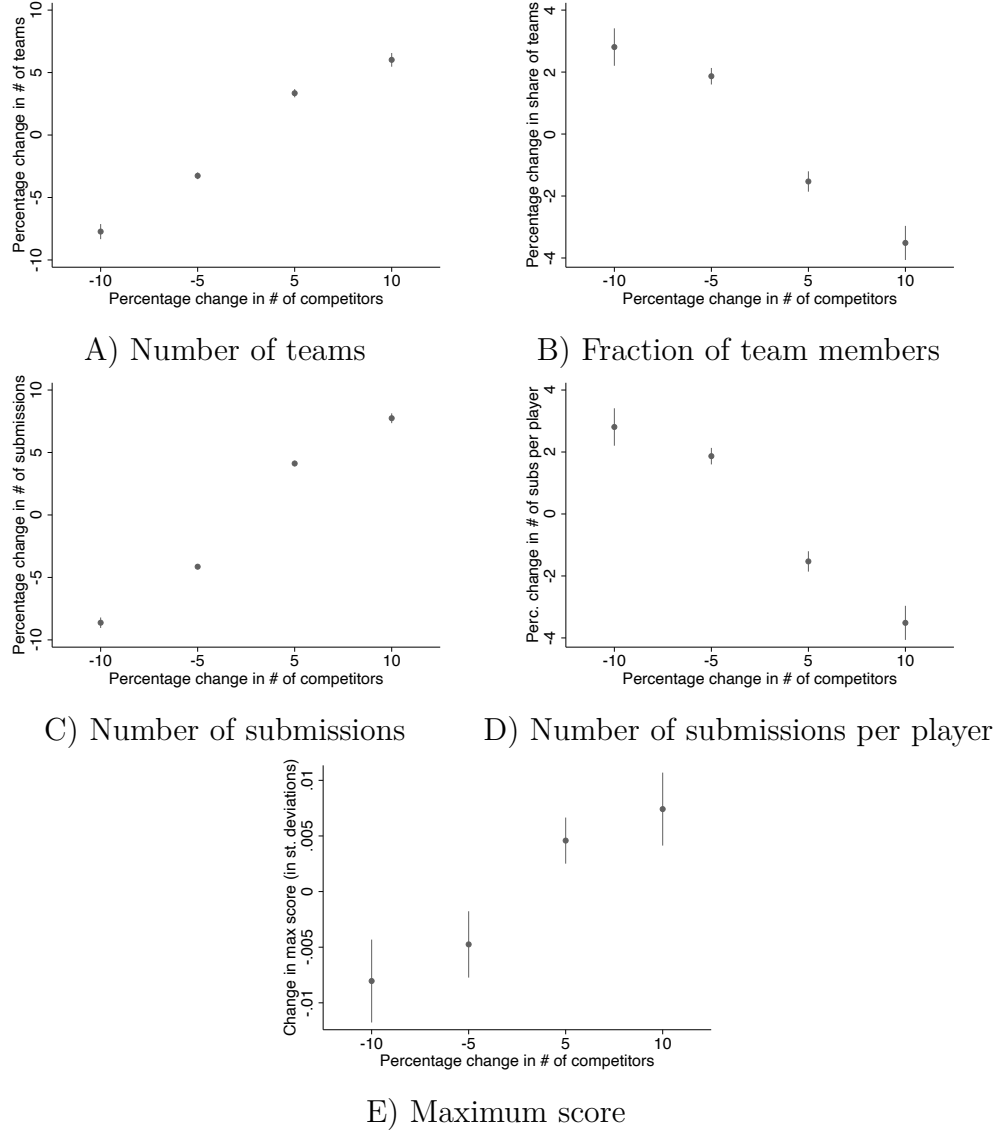 Percentage change in # of teams
10
5
0
-5
-10
-10 -5 5 10
Percentage change in # of competitors
A) Number of teams
Percentage change in share of teams
4
2
0
-2
-4
-10 -5 5 10
Percentage change in # of competitors
B) Fraction of team members
Percentage change in # of submissions
10
5
0
-5
-10
-10 -5 5 10
Percentage change in # of competitors
C) Number of submissions
Perc. change in # of subs per player
4
2
0
-2
-4
-10 -5 5 10
Percentage change in # of competitors
D) Number of submissions per player
Change in max score (in st. deviations)
.01
.005
0
-.005
-.01
-10 -5 5 10
Percentage change in # of competitors
E) Maximum score